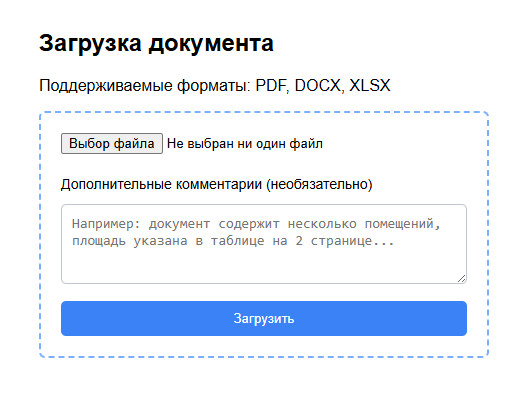 Загрузка документа
Поддерживаемые форматы: PDF, DOCX, XLSX
Выбор файла Не выбран ни один файл
Дополнительные комментарии (необязательно)
Например: документ содержит несколько помещений,
площадь указана в таблице на 2 странице...
Загрузить